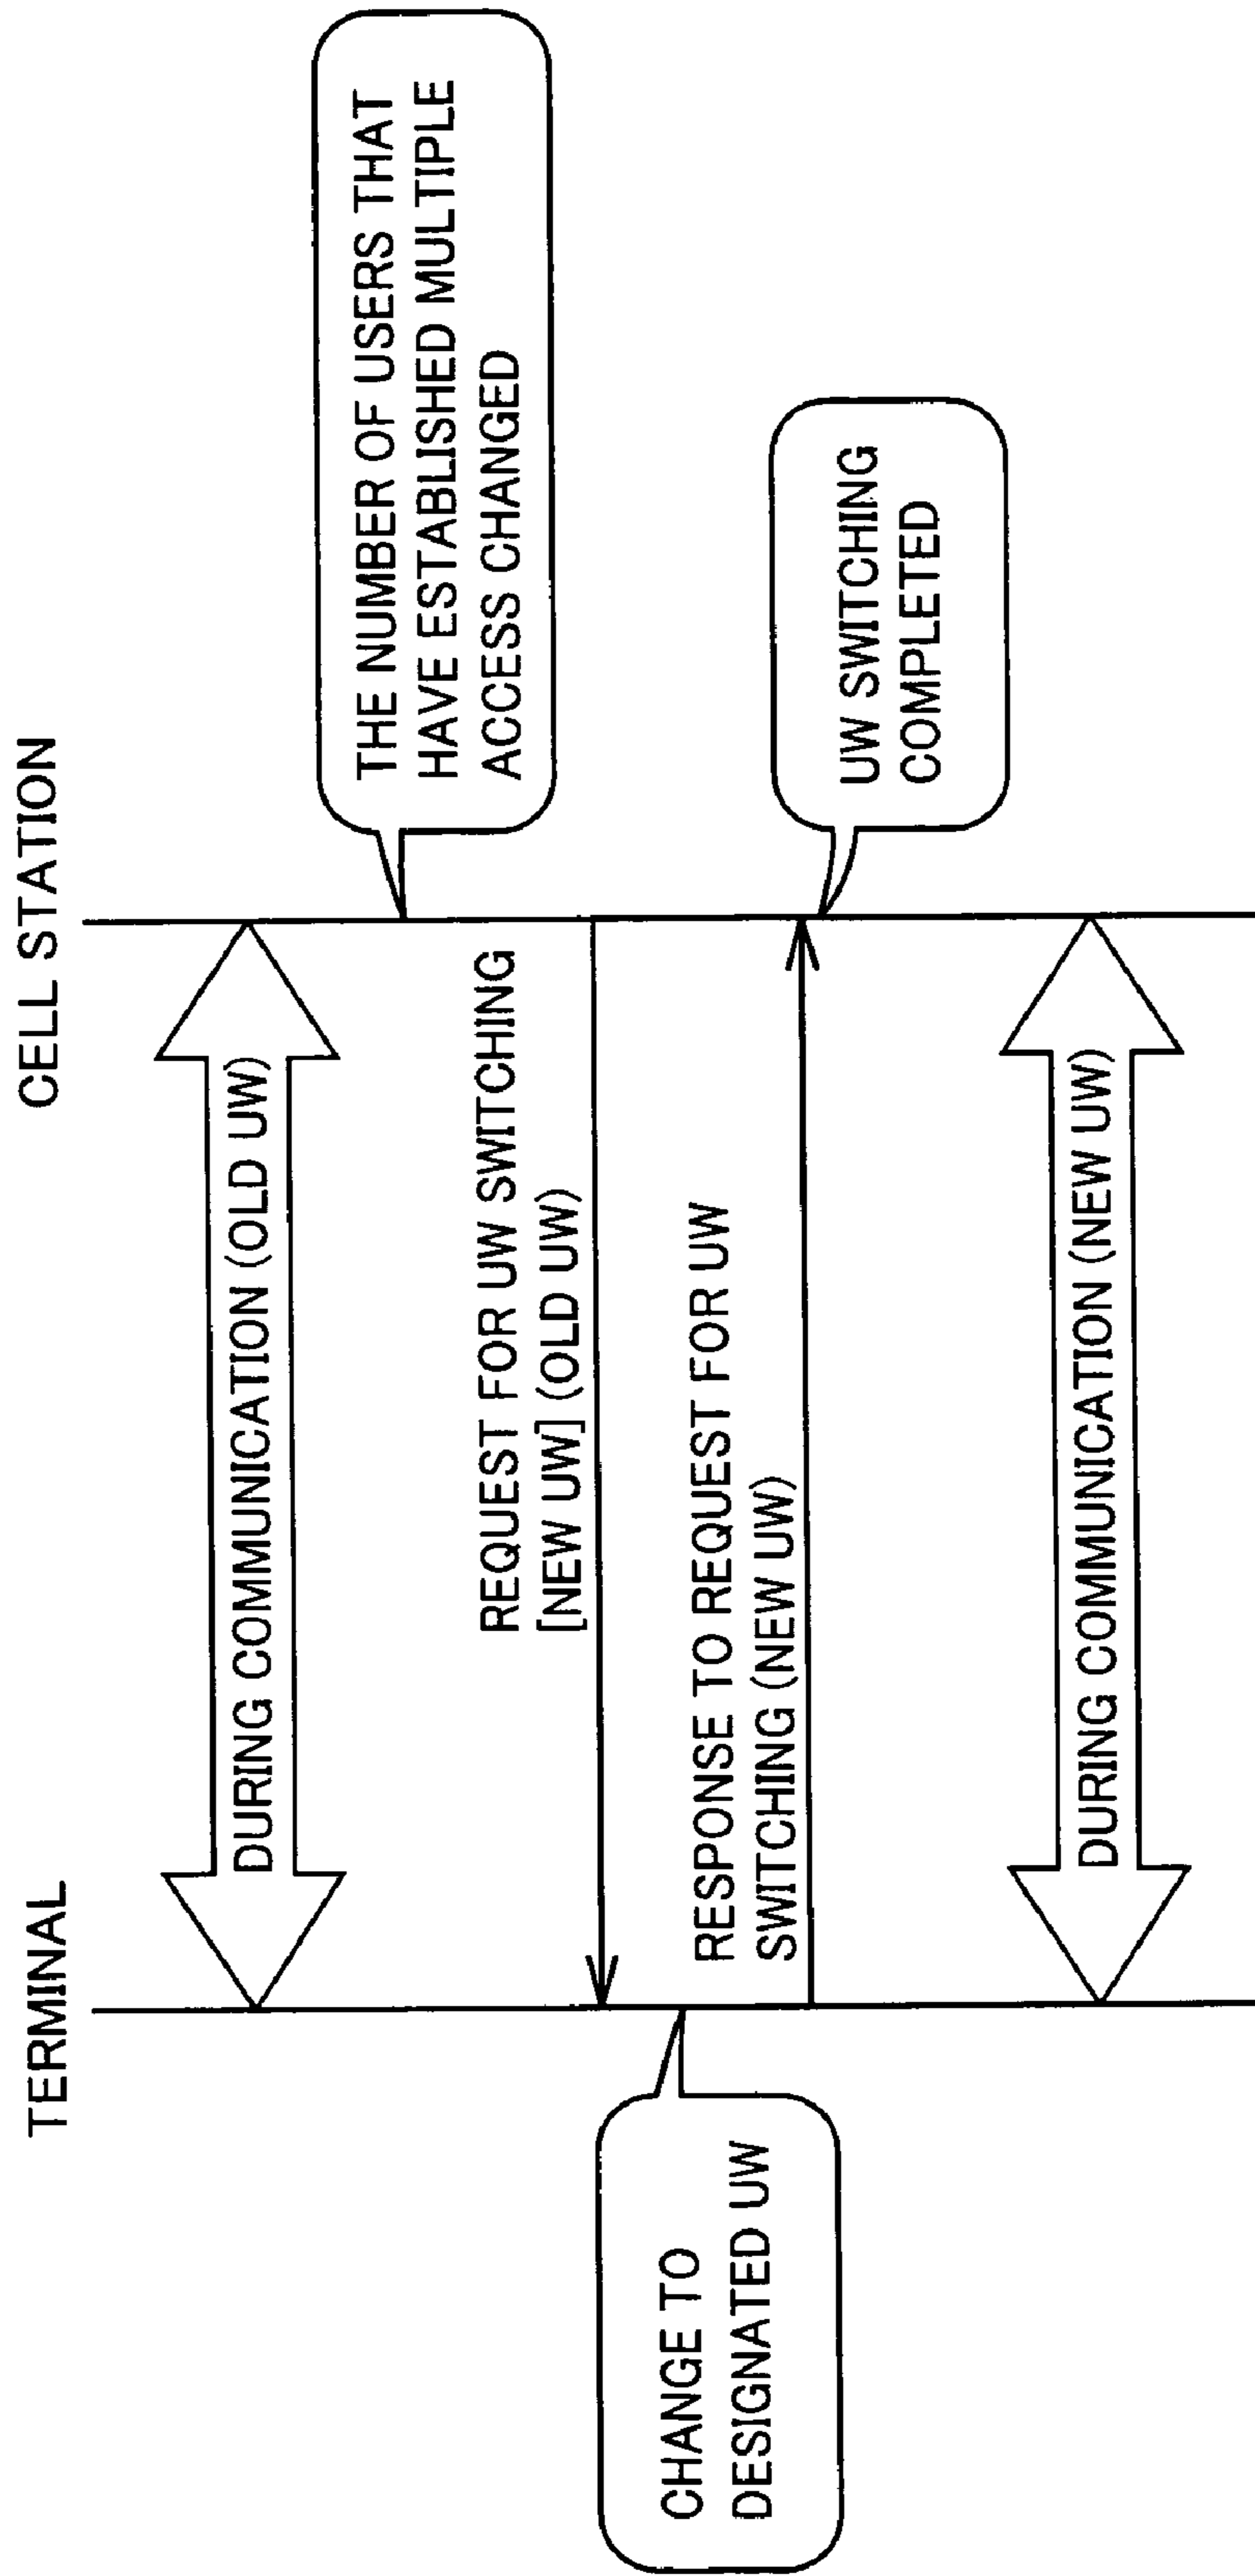 TERMINAL
CELL STATION
DURING COMMUNICATION (OLD UW)
THE NUMBER OF USERS THAT
HAVE ESTABLISHED MULTIPLE
ACCESS CHANGED
REQUEST FOR UW SWITCHING
[NEW UW] (OLD UW)
CHANGE TO
DESIGNATED UW
RESPONSE TO REQUEST FOR UW
SWITCHING (NEW UW)
UW SWITCHING
COMPLETED
DURING COMMUNICATION (NEW UW)